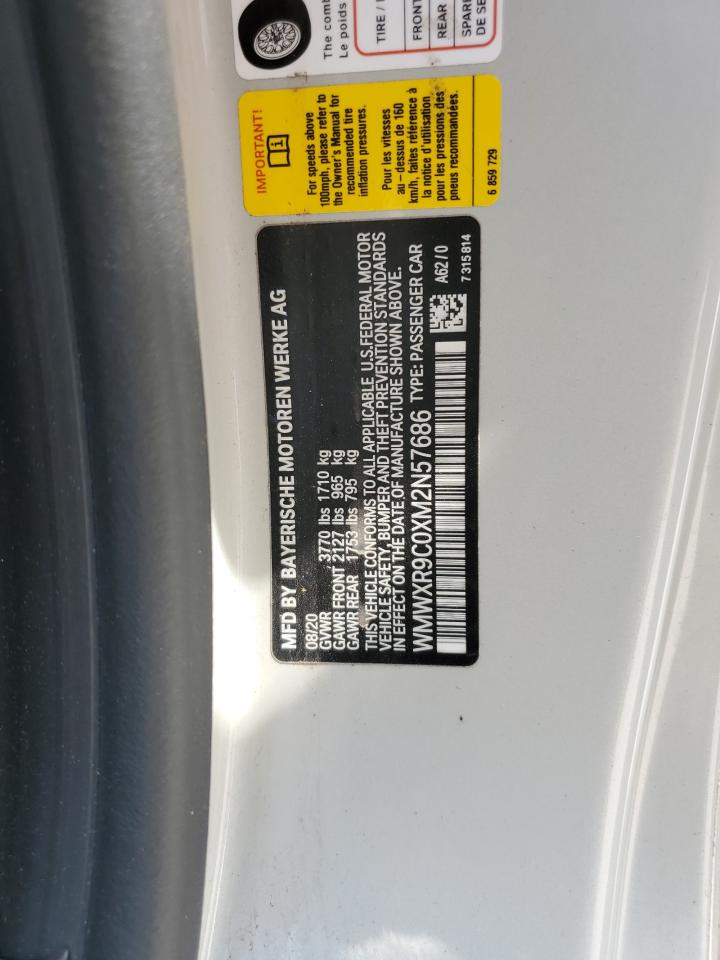 The comb
Le poids
TIRE /
FRONT
REAR
SPARE
DE SE
IMPORTANT!
For speeds above
100mph, please refer to
the Owner's Manual for
recommended tire
inflation pressures.
Pour les vitesses
au-dessus de 160
km/h, faites référence à
la notice d'utilisation
pour les pressions des
pneus recommandées.
6 859 729
MFD BY BAYERISCHE MOTOREN WERKE AG
08/20
GVWR 3770 lbs 1710 kg
GAWR FRONT 2127 lbs 965 kg
GAWR REAR 1753 lbs 795 kg
THIS VEHICLE CONFORMS TO ALL APPLICABLE U.S.FEDERAL MOTOR
VEHICLE SAFETY, BUMPER AND THEFT PREVENTION STANDARDS
IN EFFECT ON THE DATE OF MANUFACTURE SHOWN ABOVE.
WMWXR9C0XM2N57686 TYPE: PASSENGER CAR
A62/0
7315814